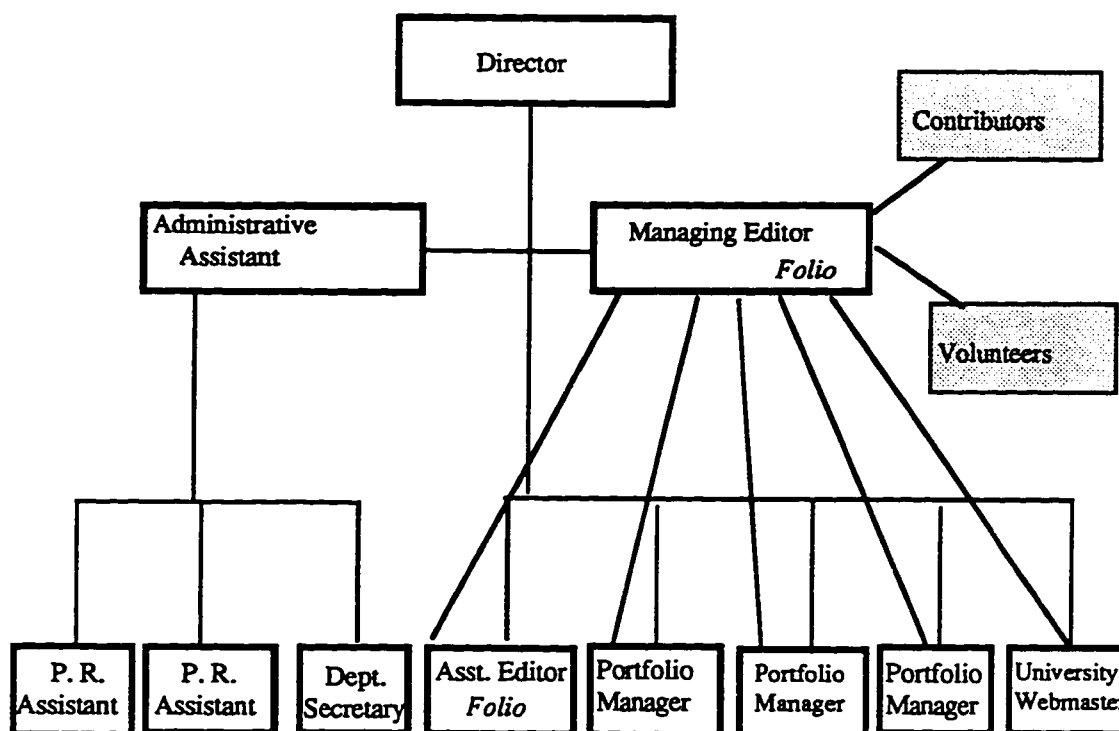 Director
Contributors
Administrative
Assistant
Managing Editor
Folio
Volunteers
P. R.
Assistant
P. R.
Assistant
Dept.
Secretary
Asst. Editor
Folio
Portfolio
Manager
Portfolio
Manager
Portfolio
Manager
University
Webmaster